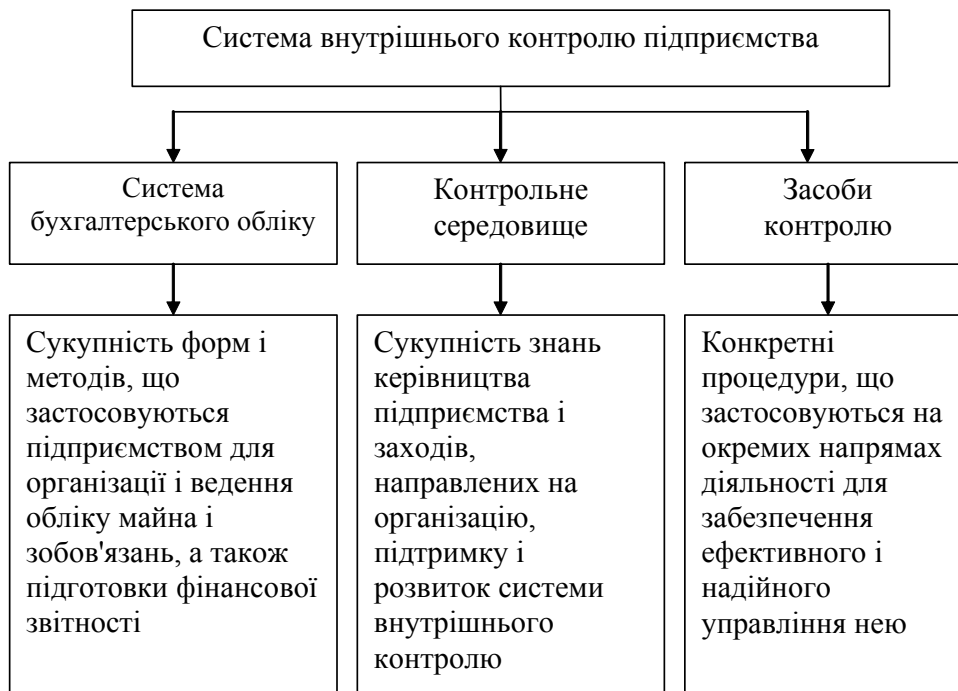 Система внутрішнього контролю підприємства
Система
бухгалтерського обліку
Контрольне
середовище
Засоби
контролю
Сукупність форм і
методів, що
застосовуються
підприємством для
організації і ведення
обліку майна і
зобов'язань, а також
підготовки фінансової
звітності
Сукупність знань
керівництва
підприємства і
заходів,
направлених на
організацію,
підтримку і
розвиток системи
внутрішнього
контролю
Конкретні
процедури, що
застосовуються на
окремих напрямах
діяльності для
забезпечення
ефективного і
надійного
управління нею